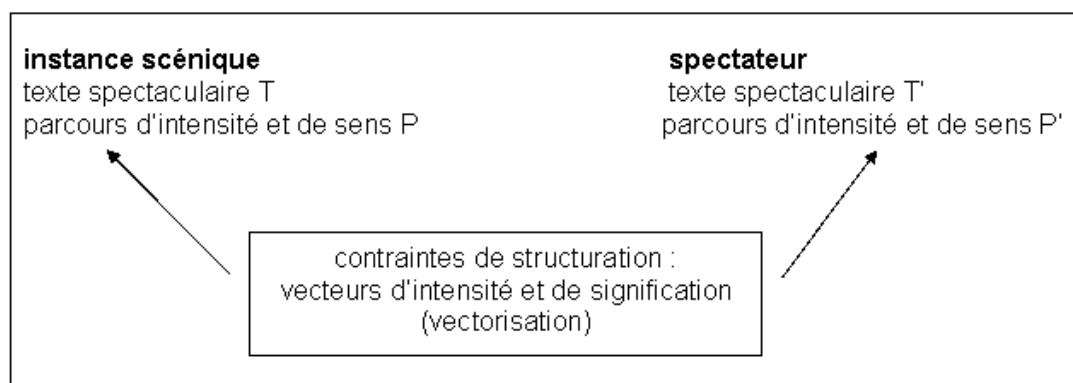 instance scénique
texte spectaculaire T
parcours d'intensité et de sens P
spectateur
texte spectaculaire T'
parcours d'intensité et de sens P'
contraintes de structuration :
vecteurs d'intensité et de signification
(vectorisation)